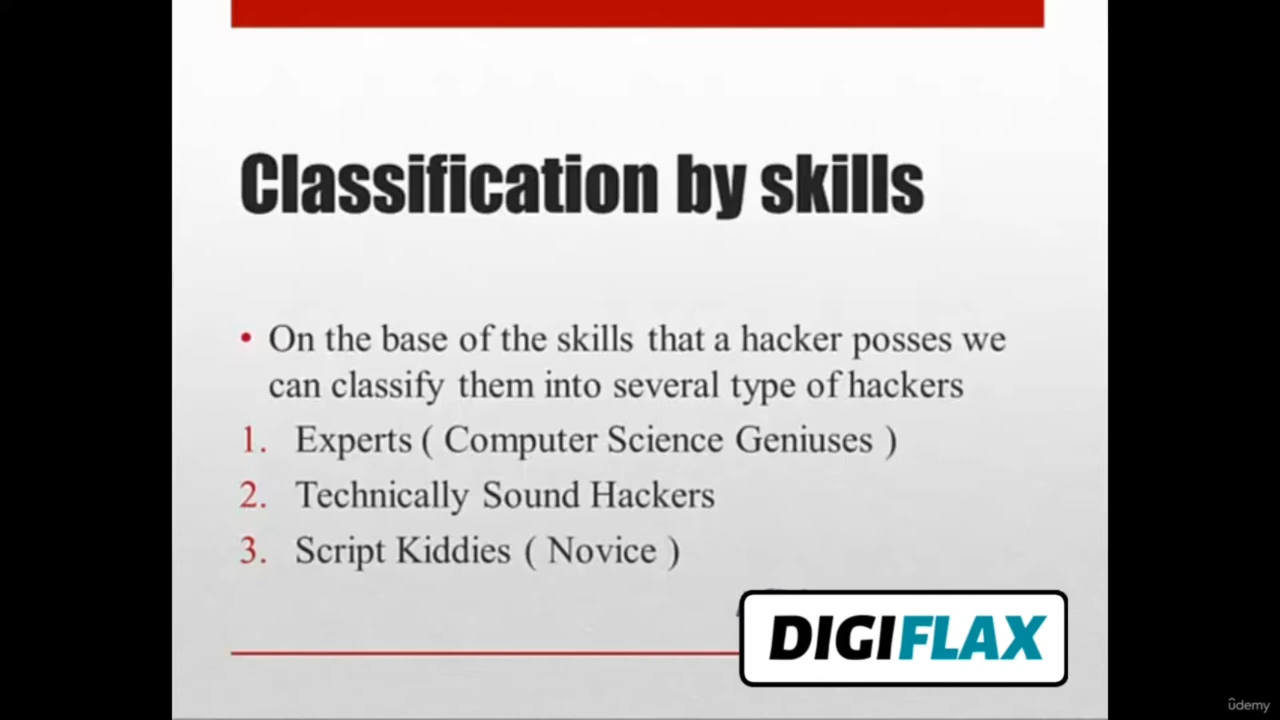 Classification by skills
• On the base of the skills that a hacker posses we
can classify them into several type of hackers
1. Experts ( Computer Science Geniuses )
2. Technically Sound Hackers
3. Script Kiddies ( Novice )
DIGIFLAX
ûdemy